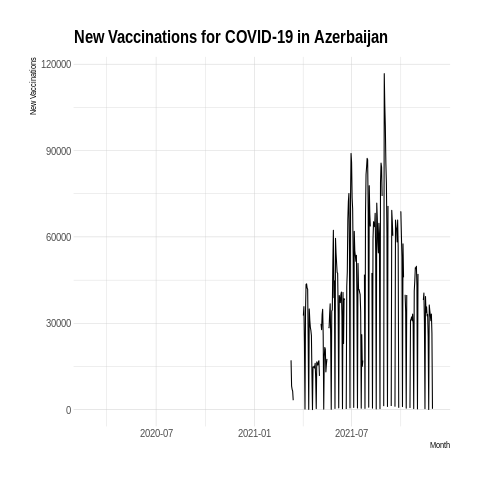 New Vaccinations for COVID-19 in Azerbaijan
New Vaccinations
120000
90000
60000
30000
0
2020-07
2021-01
2021-07
Month